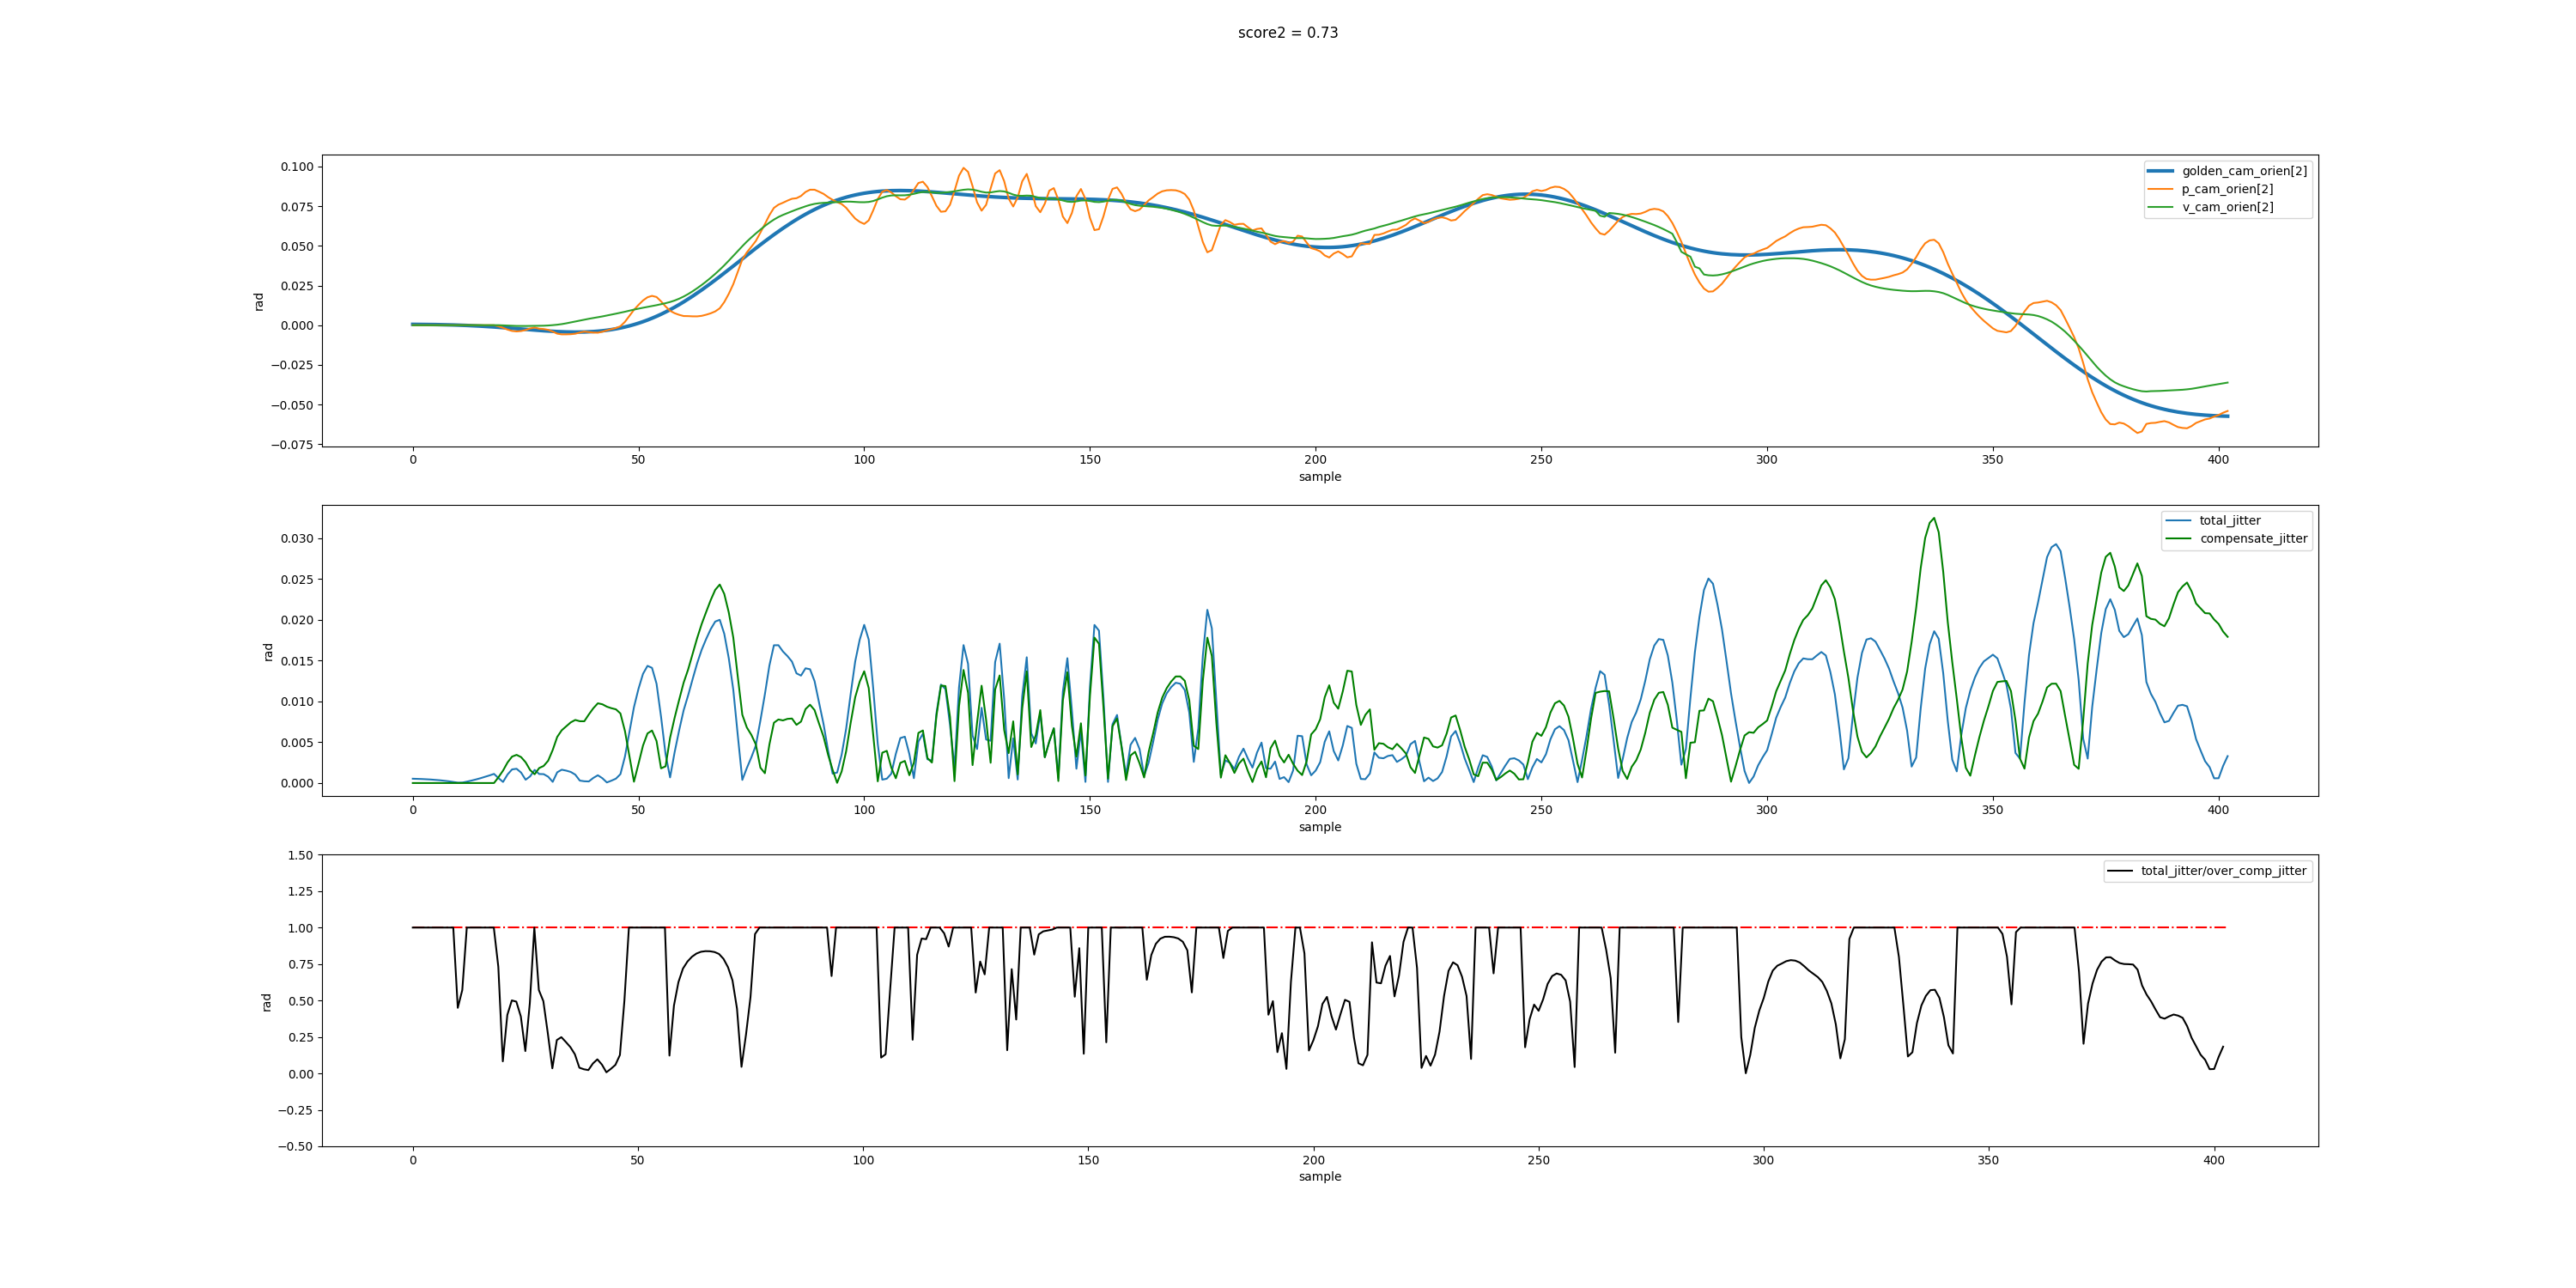 score2 = 0.73
0.100
0.075
0.050
0.025
0.000
−0.025
−0.050
−0.075
rad
golden_cam_orien[2]
p_cam_orien[2]
v_cam_orien[2]
0 50 100 150 200 250 300 350 400
sample
0.030
0.025
0.020
0.015
0.010
0.005
0.000
rad
total_jitter
compensate_jitter
0 50 100 150 200 250 300 350 400
sample
1.50
1.25
1.00
0.75
0.50
0.25
0.00
−0.25
−0.50
rad
total_jitter/over_comp_jitter
0 50 100 150 200 250 300 350 400
sample